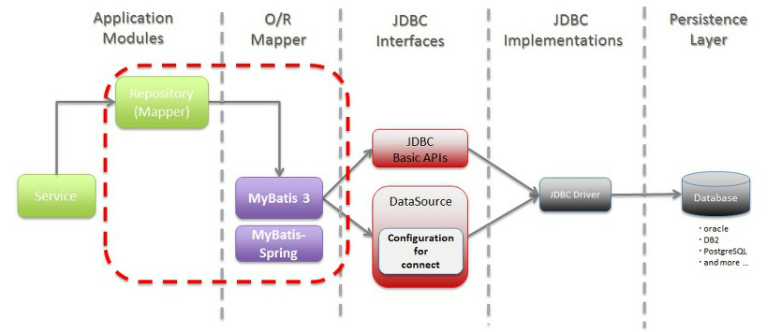 Application
Modules
O/R
Mapper
JDBC
Interfaces
JDBC
Implementations
Persistence
Layer
Repository
(Mapper)
Service
MyBatis 3
MyBatis-
Spring
JDBC
Basic APIs
DataSource
Configuration
for
connect
JDBC Driver
Database
・oracle
・DB2
・PostgreSQL
・and more ...